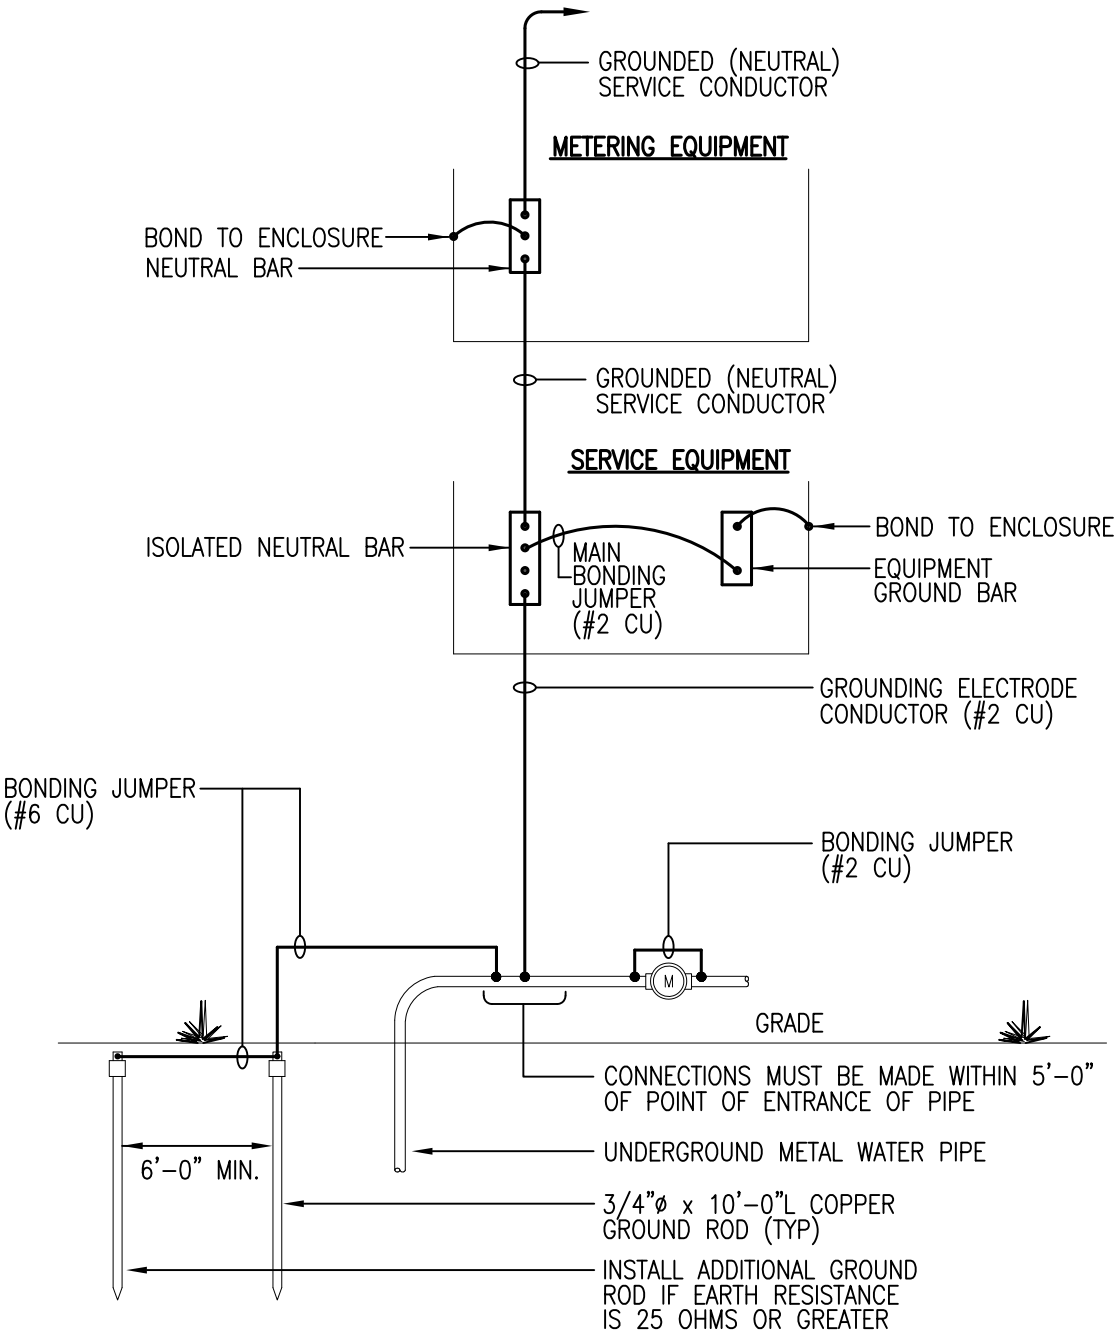 GROUNDED (NEUTRAL)
SERVICE CONDUCTOR
METERING EQUIPMENT
BOND TO ENCLOSURE
NEUTRAL BAR
GROUNDED (NEUTRAL)
SERVICE CONDUCTOR
SERVICE EQUIPMENT
ISOLATED NEUTRAL BAR
MAIN
BONDING
JUMPER
(#2 CU)
BOND TO ENCLOSURE
EQUIPMENT
GROUND BAR
GROUNDING ELECTRODE
CONDUCTOR (#2 CU)
BONDING JUMPER
(#6 CU)
BONDING JUMPER
(#2 CU)
M
GRADE
CONNECTIONS MUST BE MADE WITHIN 5'-0"
OF POINT OF ENTRANCE OF PIPE
UNDERGROUND METAL WATER PIPE
6'-0" MIN.
3/4"ø x 10'-0"L COPPER
GROUND ROD (TYP)
INSTALL ADDITIONAL GROUND
ROD IF EARTH RESISTANCE
IS 25 OHMS OR GREATER